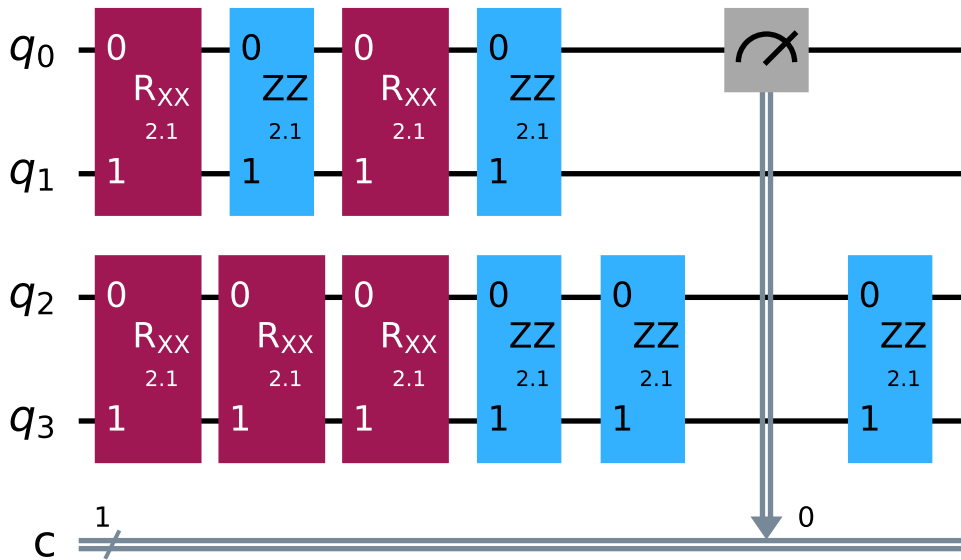 q0 0 0 0 0
RXX ZZ RXX ZZ
2.1 2.1 2.1 2.1
q1 1 1 1 1
q2 0 0 0 0 0 0
RXX RXX RXX ZZ ZZ ZZ
2.1 2.1 2.1 2.1 2.1 2.1
q3 1 1 1 1 1 1
1 0
c